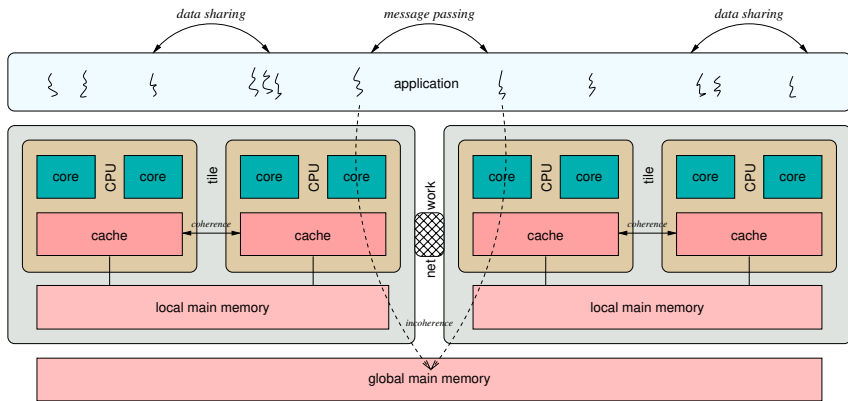 data sharing
message passing
data sharing
application
core
CPU
core
tile
core
CPU
core
work
core
CPU
core
tile
core
CPU
core
cache
coherence
cache
net
cache
coherence
cache
local main memory
incoherence
local main memory
global main memory